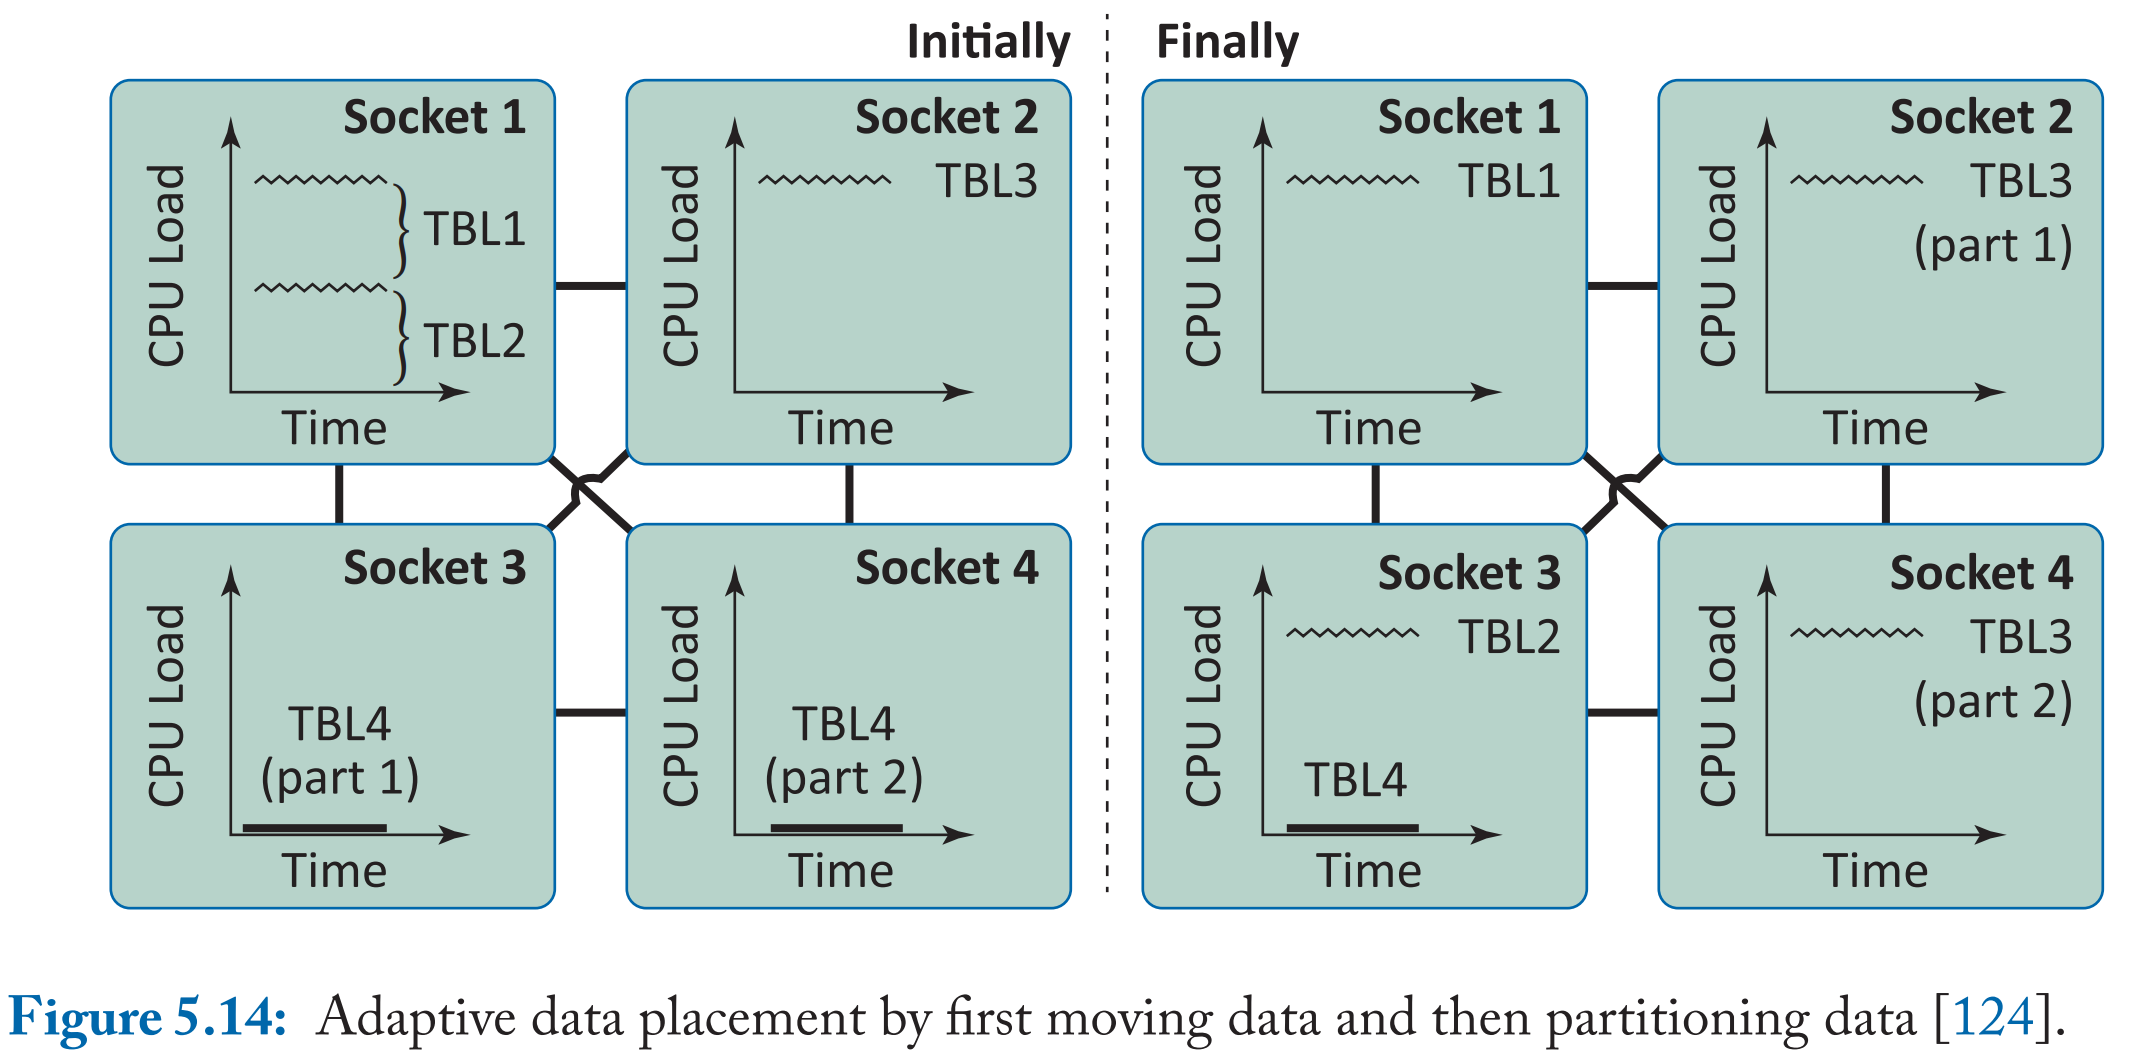 Initially
Finally
Socket 1
CPU Load
TBL1
TBL2
Time
Socket 2
CPU Load
TBL3
Time
Socket 3
CPU Load
TBL4
(part 1)
Time
Socket 4
CPU Load
TBL4
(part 2)
Time
Socket 1
CPU Load
TBL1
Time
Socket 2
CPU Load
TBL3
(part 1)
Time
Socket 3
CPU Load
TBL2
TBL4
Time
Socket 4
CPU Load
TBL3
(part 2)
Time
Figure 5.14: Adaptive data placement by first moving data and then partitioning data [124].